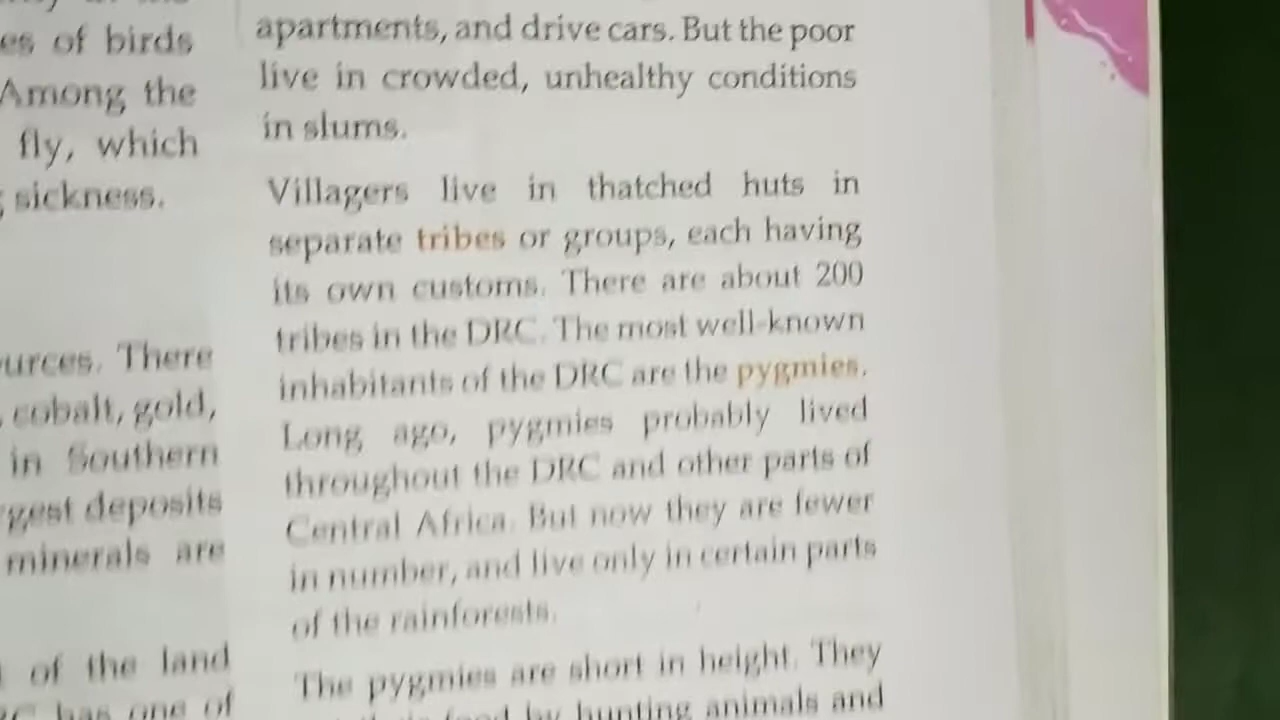 es of birds
Among the
fly, which
sickness.
urces. There
cobalt, gold,
in Southern
gest deposits
minerals are
of the land
has one of
apartments, and drive cars. But the poor
live in crowded, unhealthy conditions
in slums.
Villagers live in thatched huts in
separate tribes or groups, each having
its own customs. There are about 200
tribes in the DRC. The most well-known
inhabitants of the DRC are the pygmies.
Long ago, pygmies probably lived
throughout the DRC and other parts of
Central Africa. But now they are fewer
in number, and live only in certain parts
of the rainforests.
The pygmies are short in height. They
by hunting animals and